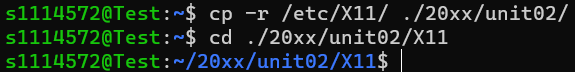 s1114572@Test:~$ cp -r /etc/X11/ ./20xx/unit02/
s1114572@Test:~$ cd ./20xx/unit02/X11
s1114572@Test:~/20xx/unit02/X11$